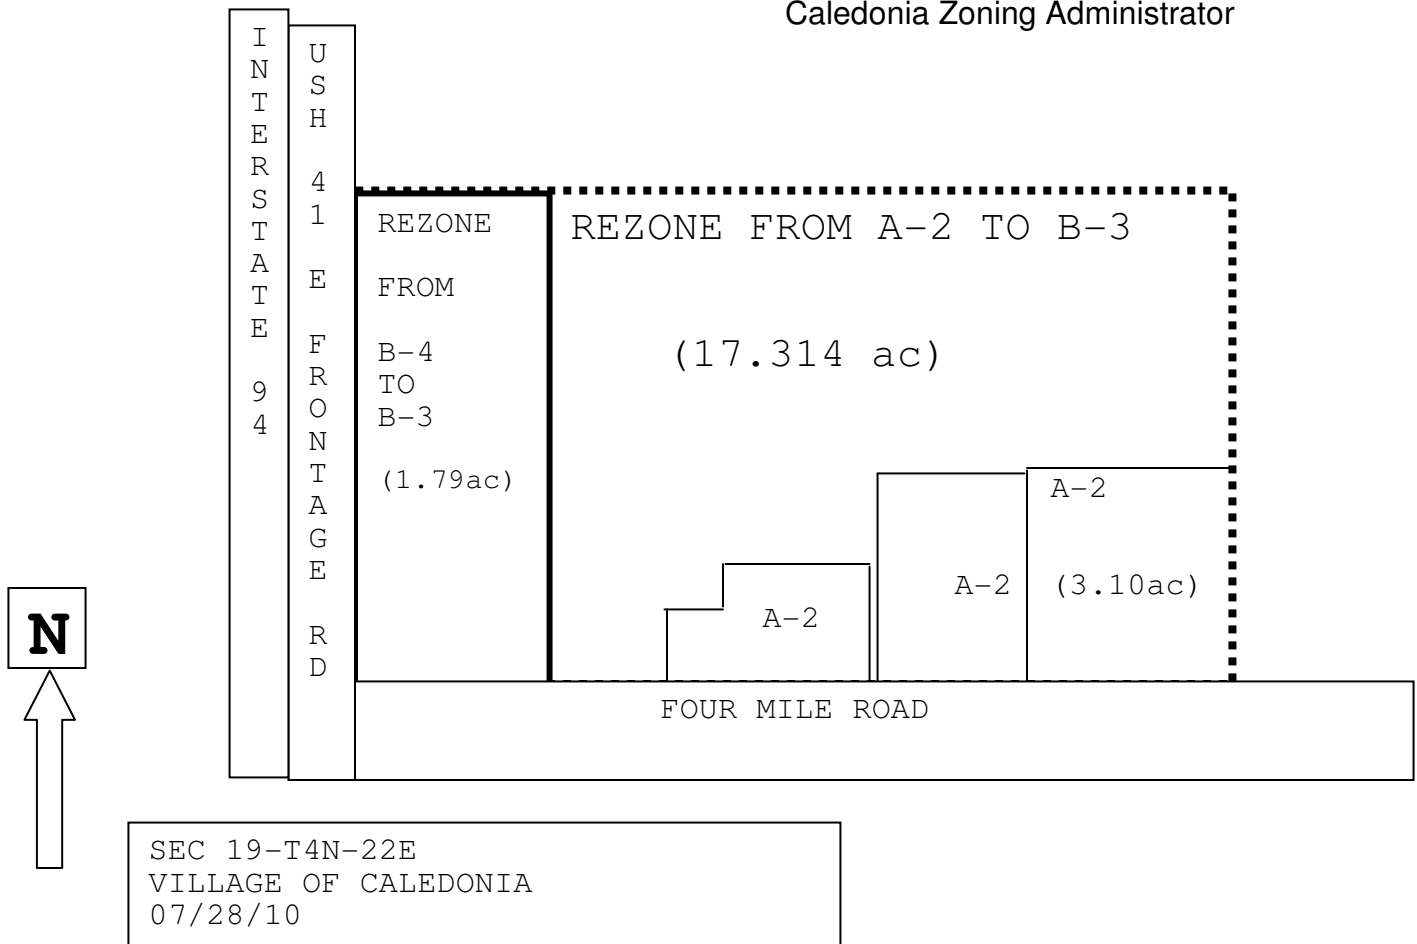 Caledonia Zoning Administrator
INTERSTATE 94
USH 41 E FRONTAGE RD
REZONE
FROM
B-4
TO
B-3
(1.79ac)
REZONE FROM A-2 TO B-3
(17.314 ac)
A-2
A-2
A-2
(3.10ac)
FOUR MILE ROAD
N
SEC 19-T4N-22E
VILLAGE OF CALEDONIA
07/28/10